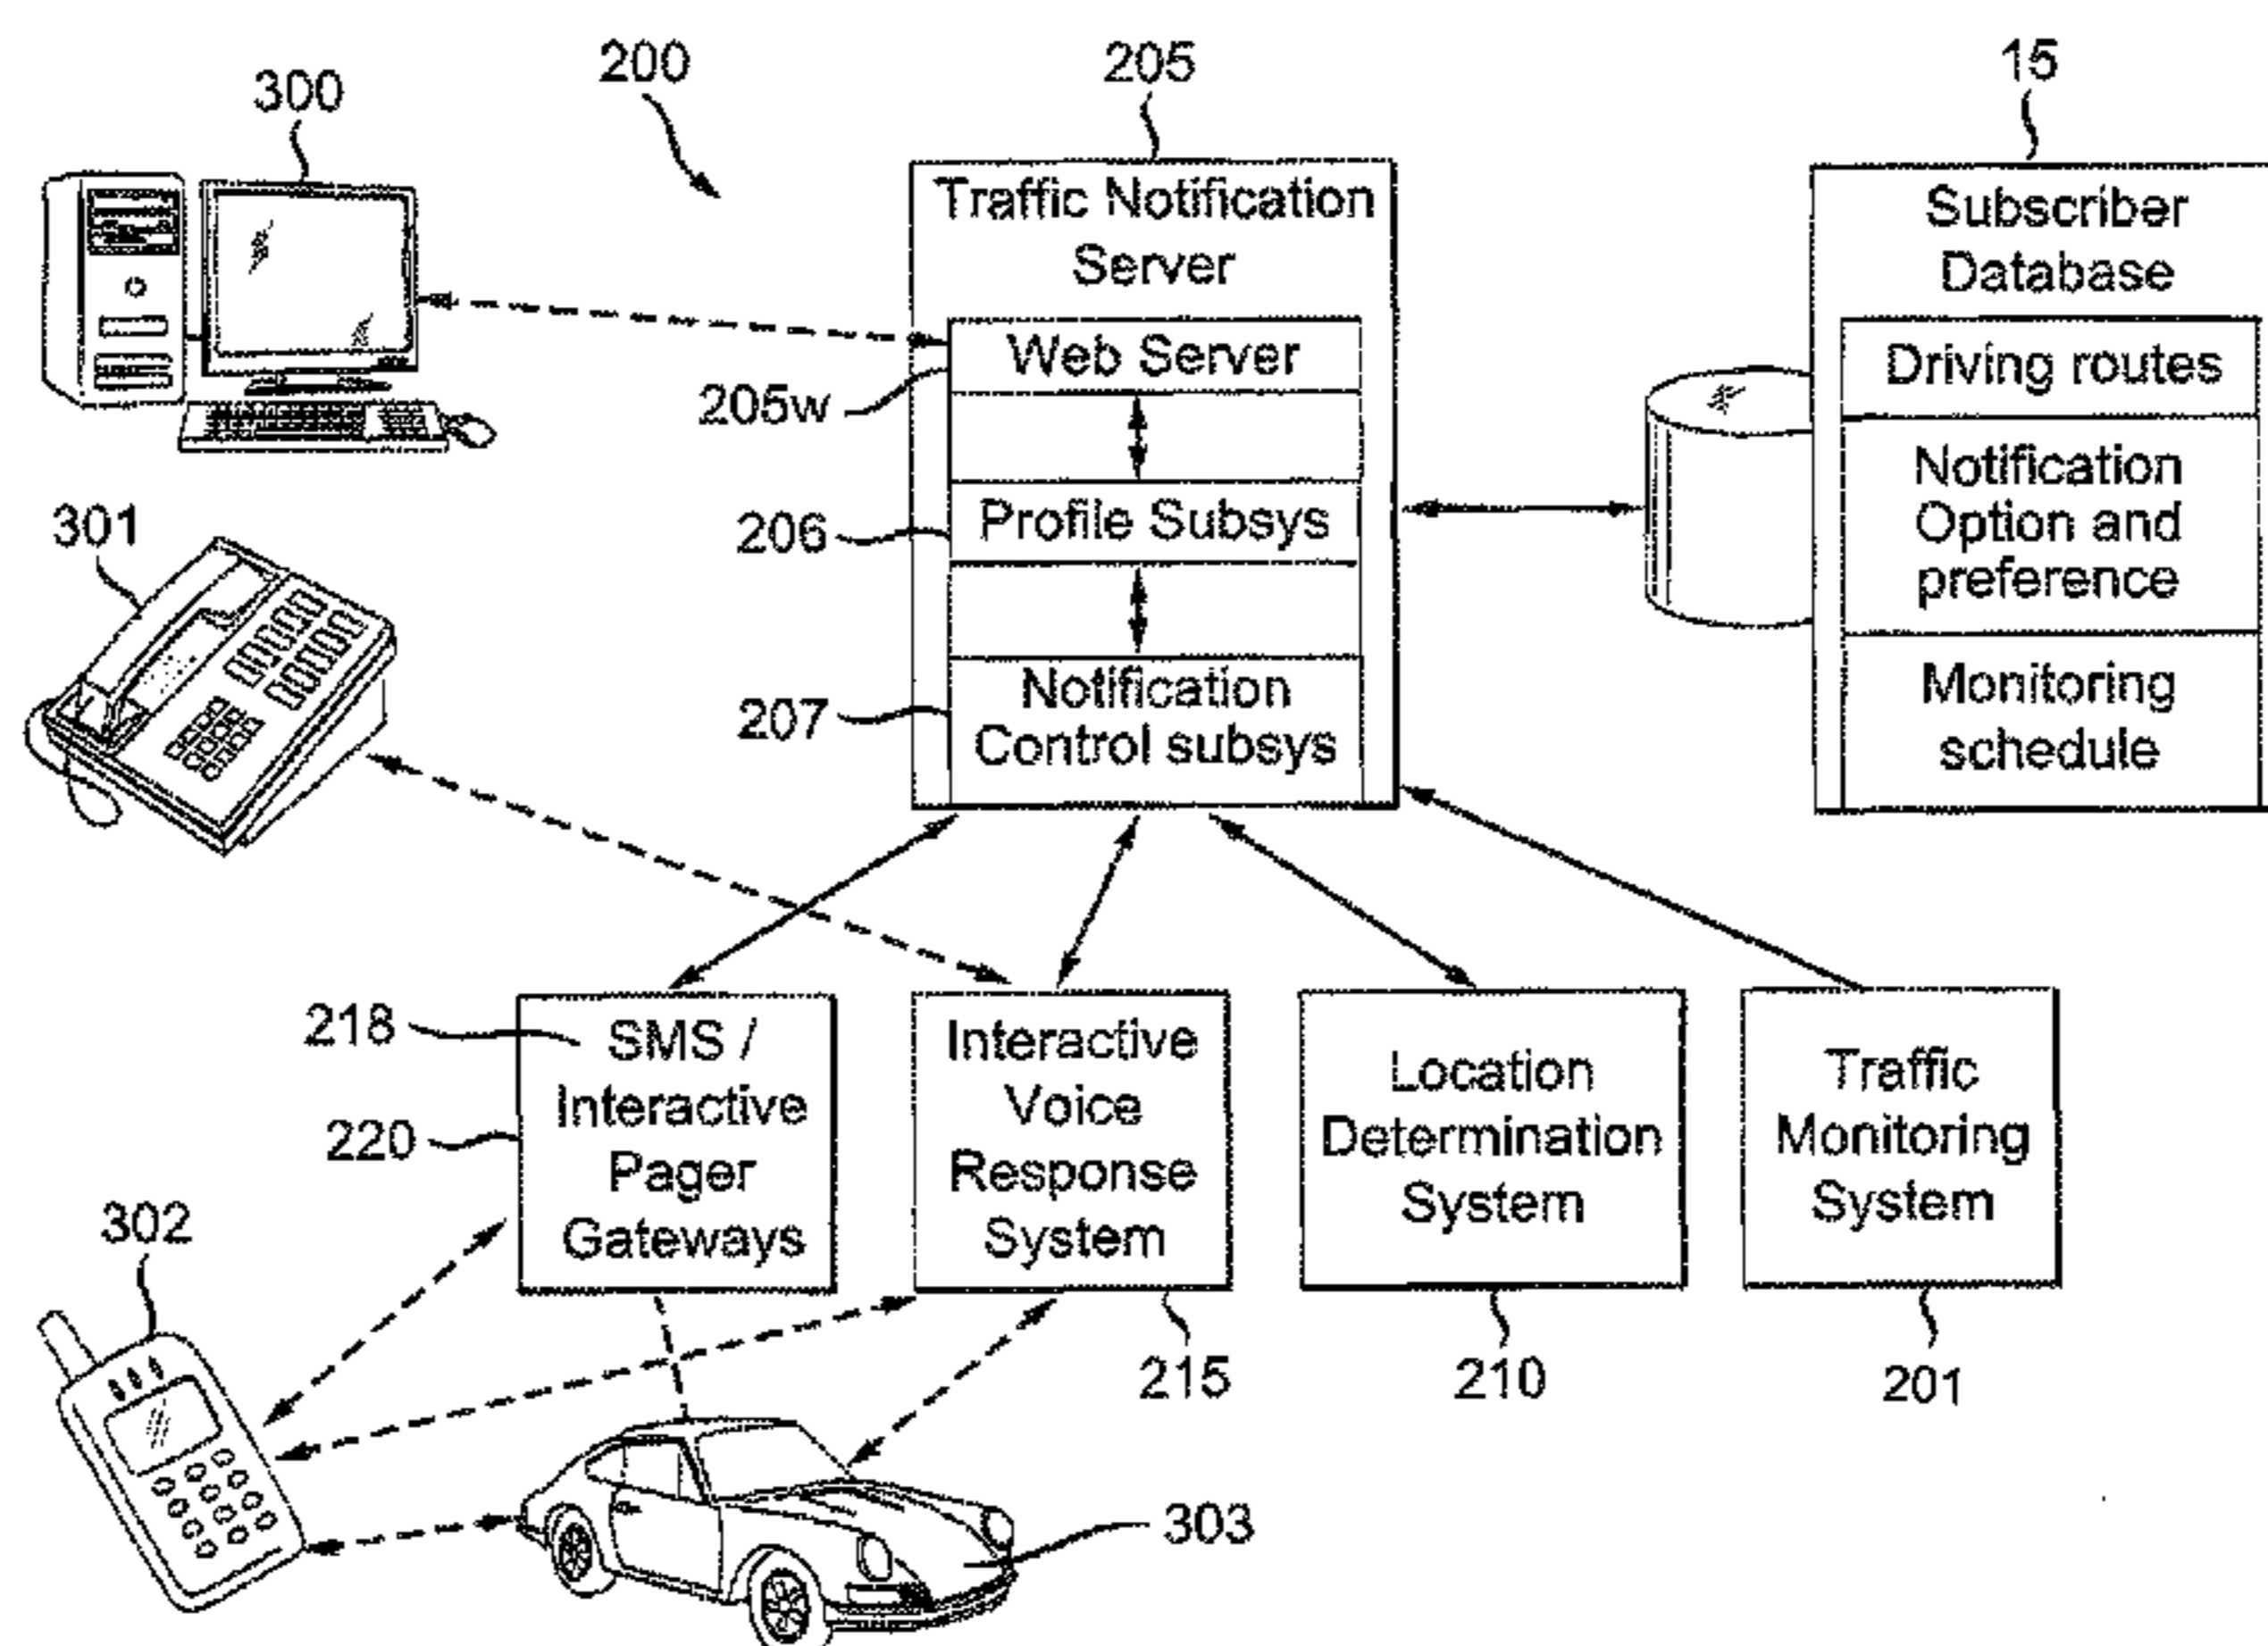 200
205
15
300
Traffic Notification
Server
Web Server
205w
Profile Subsys
206
Notification
Control subsys
207
Subscriber
Database
Driving routes
Notification
Option and
preference
Monitoring
schedule
301
218
SMS /
Interactive
Pager
Gateways
220
Interactive
Voice
Response
System
215
Location
Determination
System
210
Traffic
Monitoring
System
201
302
303